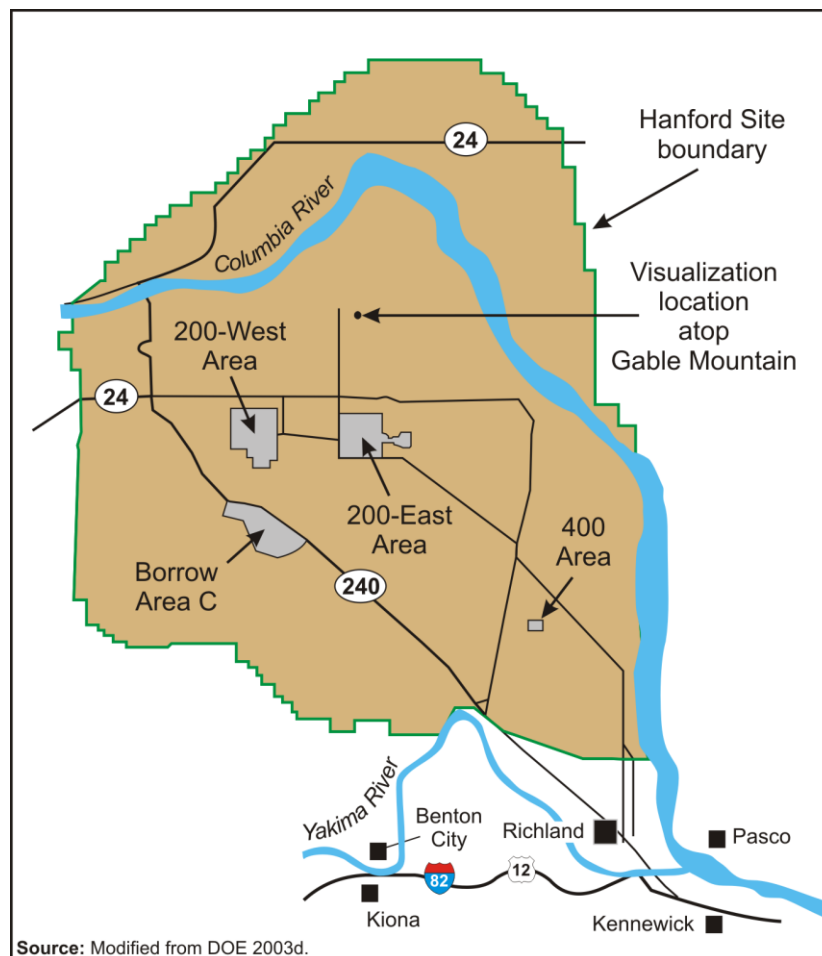 24
Hanford Site
boundary
Columbia River
Visualization
location
atop
Gable Mountain
200-West
Area
24
200-East
Area
400
Area
Borrow
Area C
240
Yakima River
Benton
City
Richland
Pasco
82
12
Kiona
Kennewick
Source: Modified from DOE 2003d.